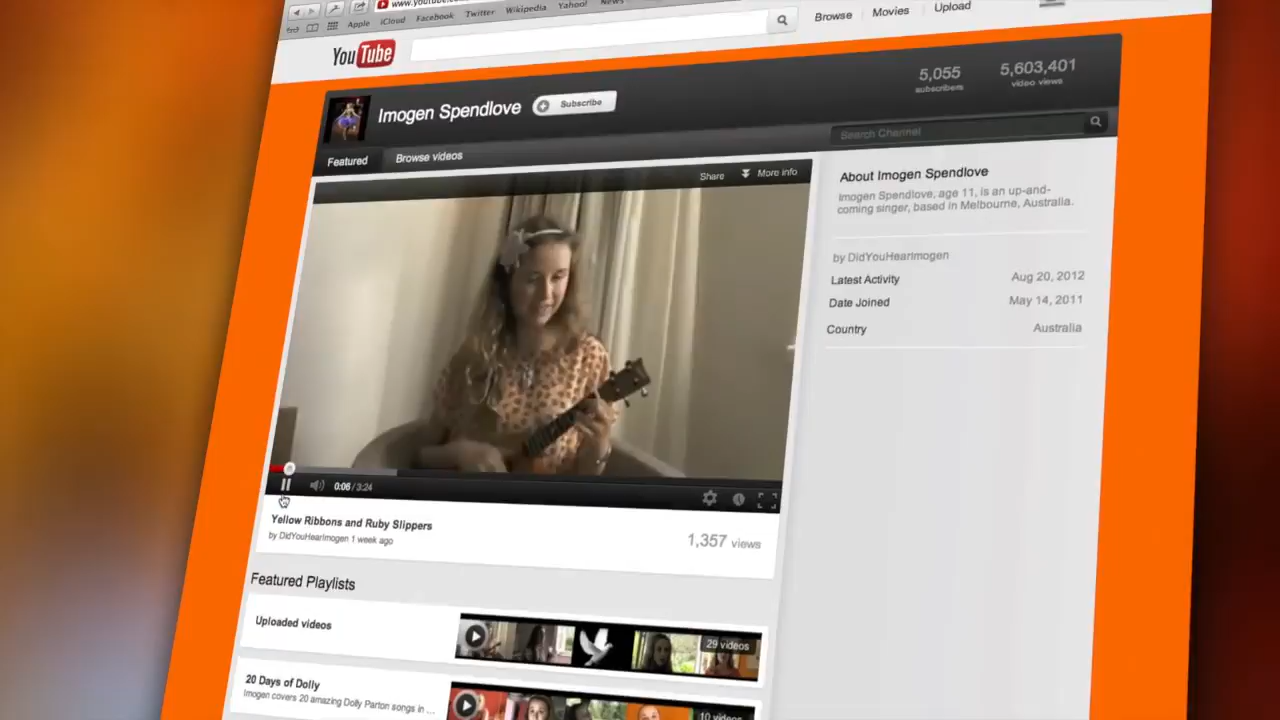 www.youtube.co
Apple iCloud Facebook Twitter Wikipedia Yahoo! News
YouTube
Browse Movies Upload
Imogen Spendlove
Subscribe
5,055
subscribers
5,603,401
video views
Search Channel
Featured
Browse videos
Share
More info
About Imogen Spendlove
Imogen Spendlove, age 11, is an up-and-
coming singer, based in Melbourne, Australia.
by DidYouHearImogen
Latest Activity Aug 20, 2012
Date Joined May 14, 2011
Country Australia
0:06 / 3:24
Yellow Ribbons and Ruby Slippers
by DidYouHearImogen 1 week ago
1,357 views
Featured Playlists
Uploaded videos
29 videos
20 Days of Dolly
Imogen covers 20 amazing Dolly Parton songs in ...
10 videos